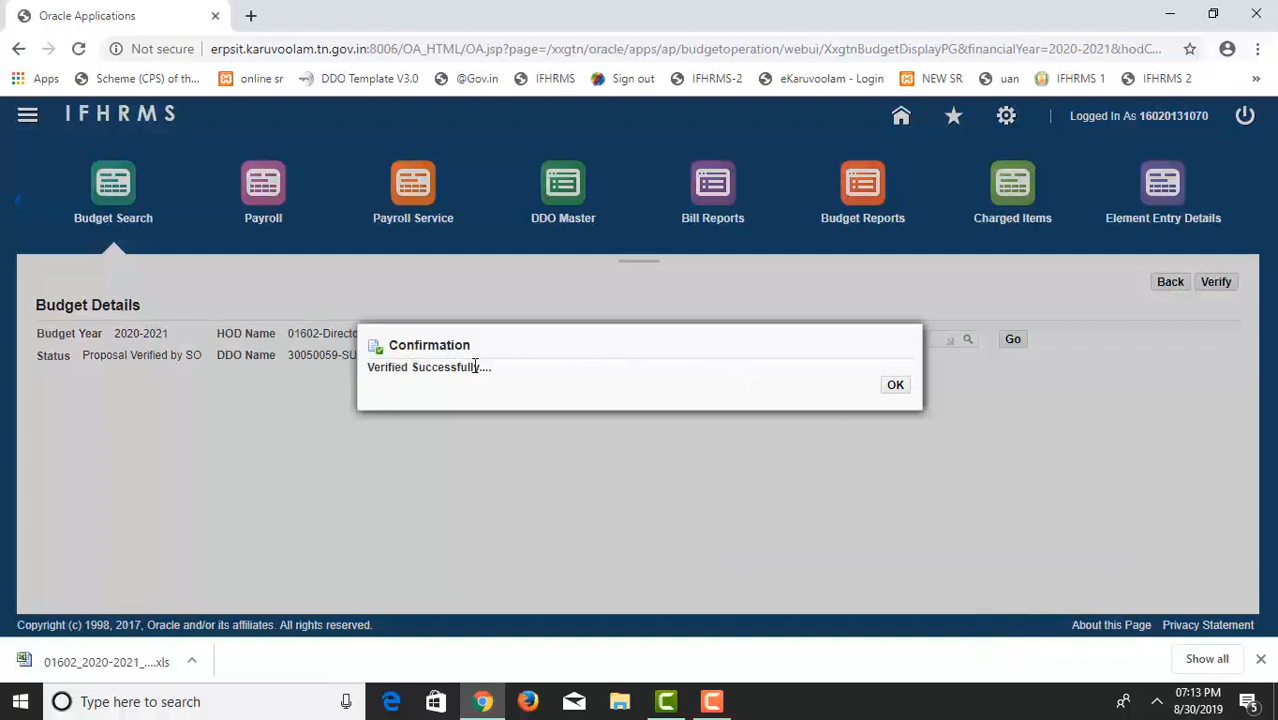 Oracle Applications
Not secure
erpsit.karuvoolam.tn.gov.in:8006/OA_HTML/OA.jsp?page=/xxgtn/oracle/apps/ap/budgetoperation/webui/XxgtnBudgetDisplayPG&financialYear=2020-2021&hodC...
Apps
Scheme (CPS) of th...
online sr
DDO Template V3.0
@Gov.in
IFHRMS
Sign out
IFHRMS-2
eKaruvoolam - Login
NEW SR
uan
IFHRMS 1
IFHRMS 2
»
IFHRMS
Logged In As 16020131070
Budget Search
Payroll
Payroll Service
DDO Master
Bill Reports
Budget Reports
Charged Items
Element Entry Details
Back
Verify
Budget Details
Budget Year 2020-2021 HOD Name 01602-Directo
Go
Status Proposal Verified by SO DDO Name 30050059-SU
Confirmation
Verified Successfully....
OK
Copyright (c) 1998, 2017, Oracle and/or its affiliates. All rights reserved.
About this Page Privacy Statement
01602_2020-2021_....xls
Show all
Type here to search
07:13 PM
8/30/2019
5